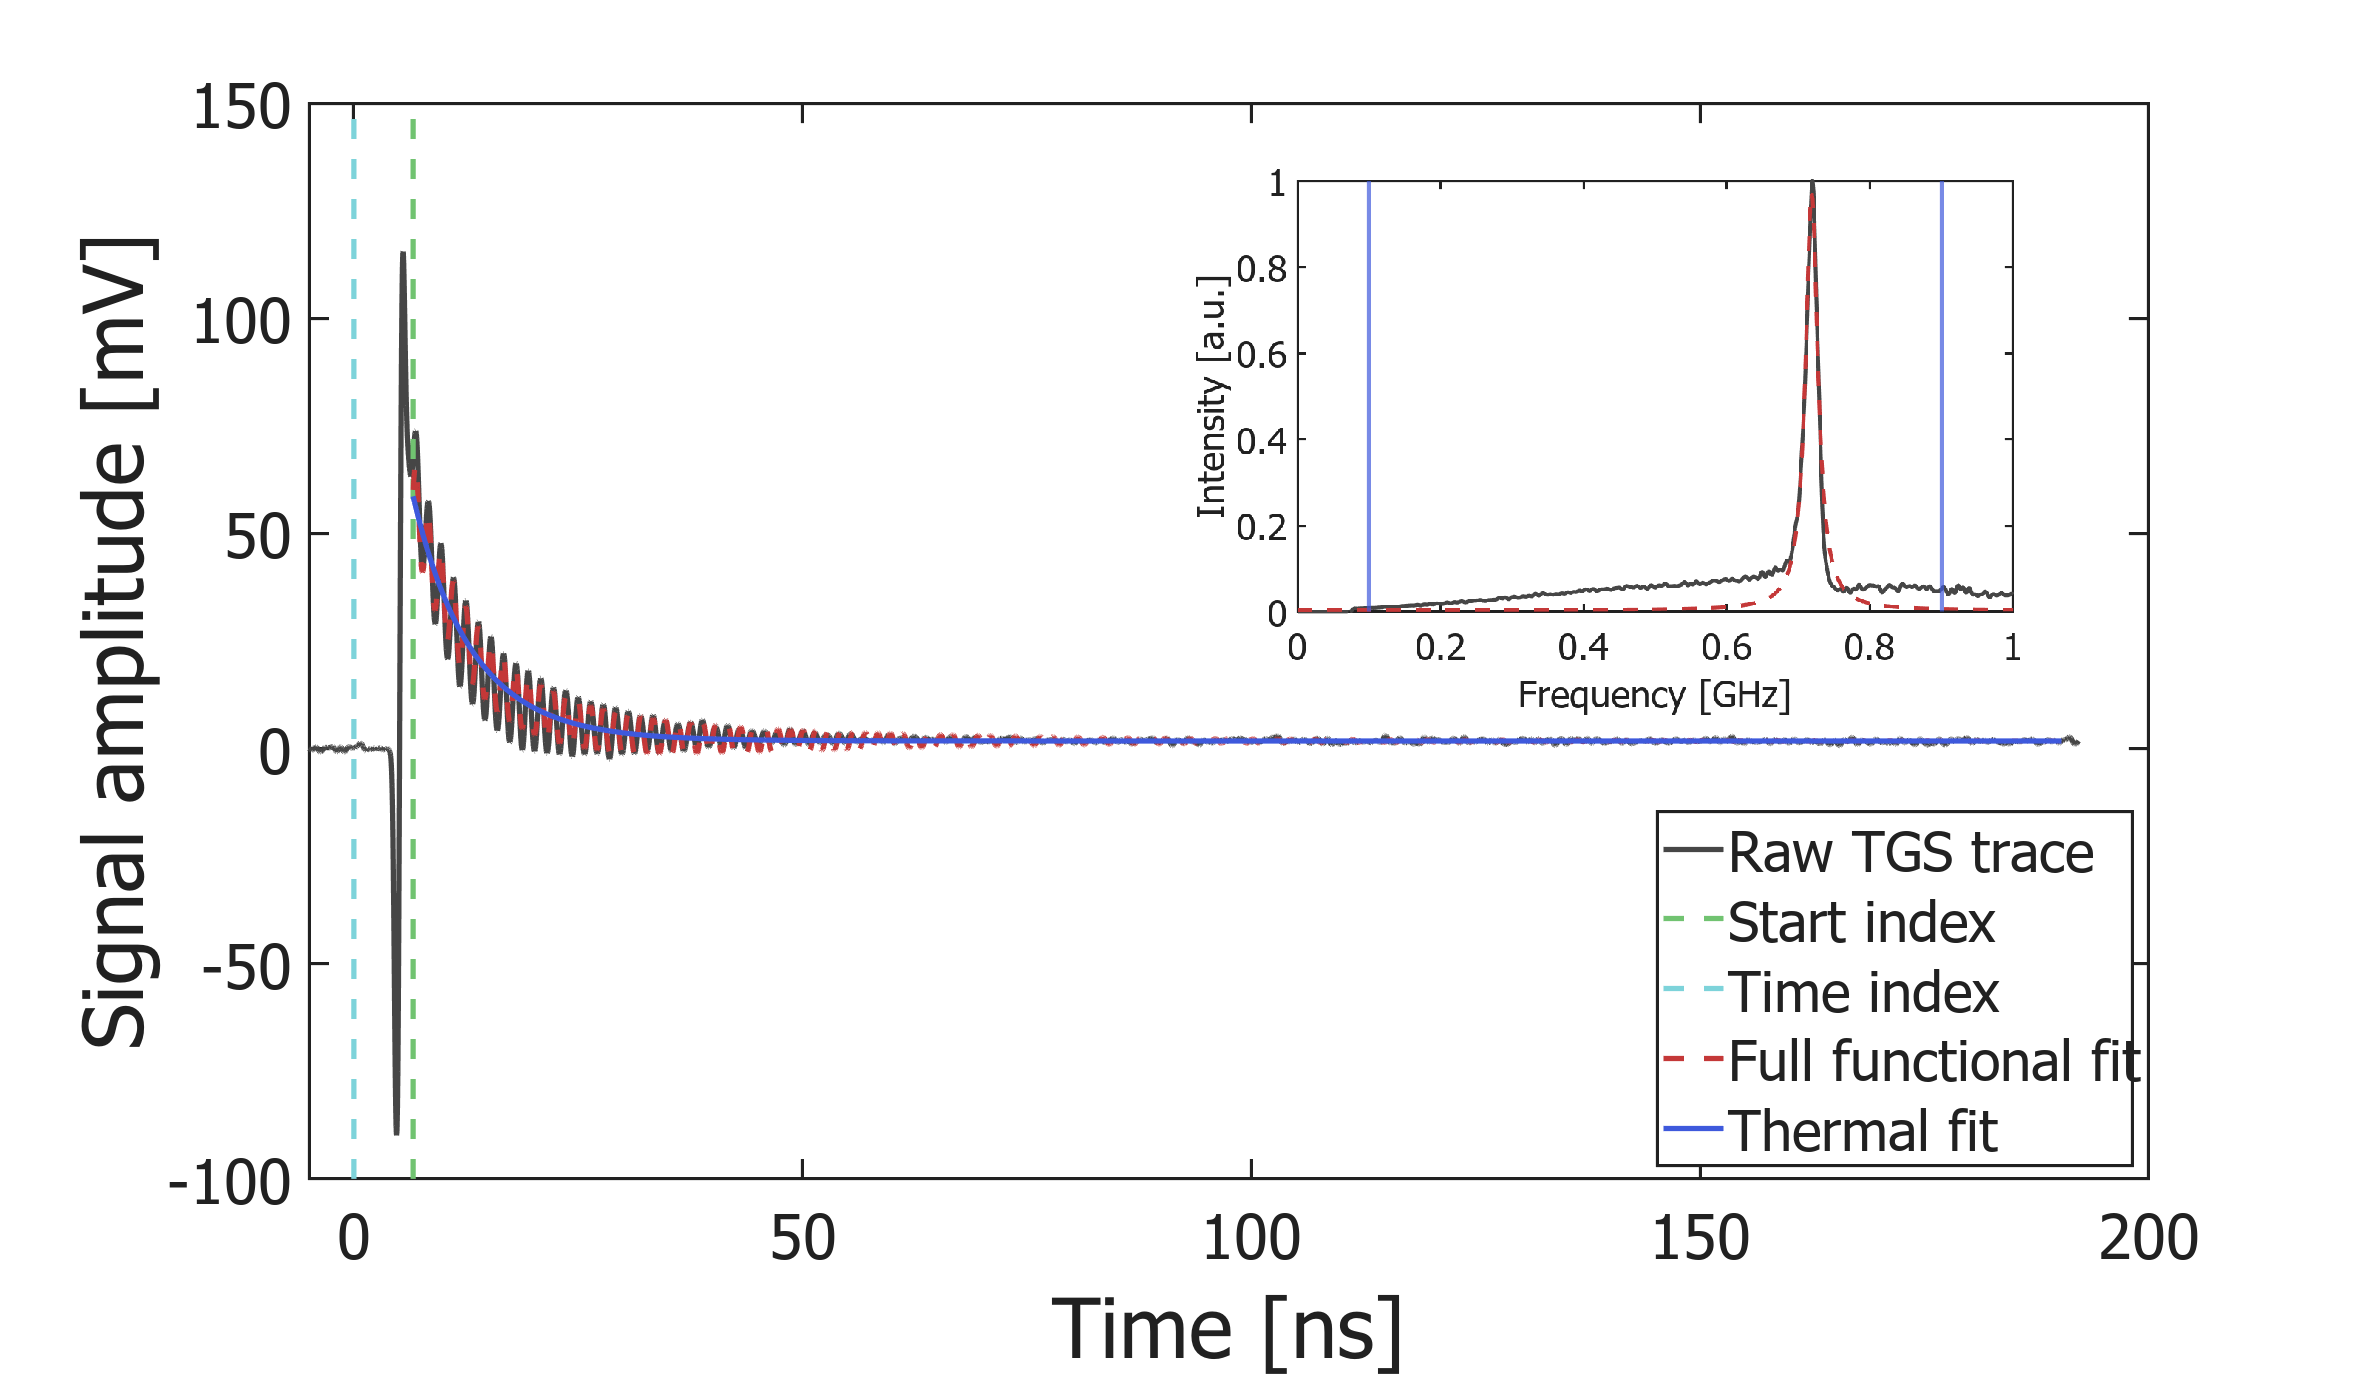 150
100
50
0
-50
-100
Signal amplitude [mV]
0
50
100
150
200
Time [ns]
1
0.8
0.6
0.4
0.2
0
Intensity [a.u.]
0
0.2
0.4
0.6
0.8
1
Frequency [GHz]
Raw TGS trace
Start index
Time index
Full functional fit
Thermal fit